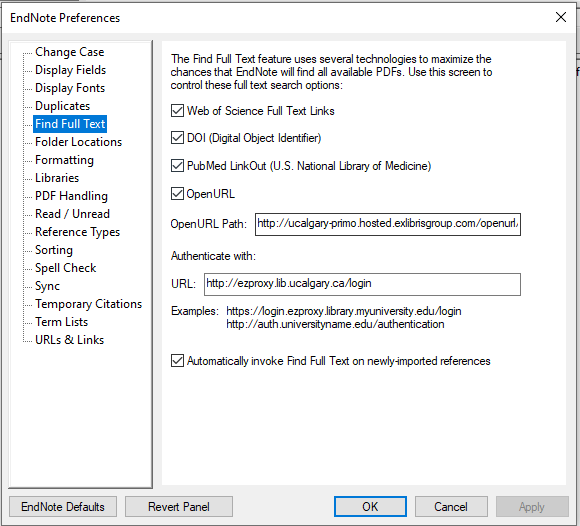 EndNote Preferences
Change Case
Display Fields
Display Fonts
Duplicates
Find Full Text
Folder Locations
Formatting
Libraries
PDF Handling
Read / Unread
Reference Types
Sorting
Spell Check
Sync
Temporary Citations
Term Lists
URLs & Links
The Find Full Text feature uses several technologies to maximize the
chances that EndNote will find all available PDFs. Use this screen to
control these full text search options:
Web of Science Full Text Links
DOI (Digital Object Identifier)
PubMed LinkOut (U.S. National Library of Medicine)
OpenURL
OpenURL Path: http://ucalgary-primo.hosted.exlibrisgroup.com/openurl/
Authenticate with:
URL: http://ezproxy.lib.ucalgary.ca/login
Examples: https://login.ezproxy.library.myuniversity.edu/login
http://auth.universityname.edu/authentication
Automatically invoke Find Full Text on newly-imported references
EndNote Defaults Revert Panel OK Cancel Apply